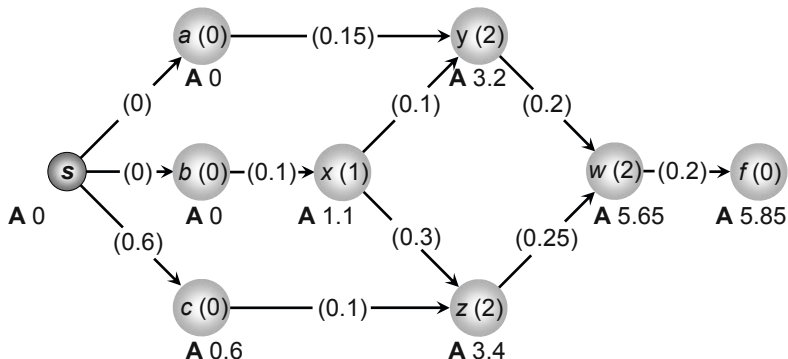 a (0)
(0.15)
y (2)
A 0
A 3.2
(0)
(0.1)
(0.2)
s
(0)
b (0)
(0.1)
x (1)
w (2)
(0.2)
f (0)
A 0
A 0
A 1.1
A 5.65
A 5.85
(0.6)
(0.3)
(0.25)
c (0)
(0.1)
z (2)
A 0.6
A 3.4